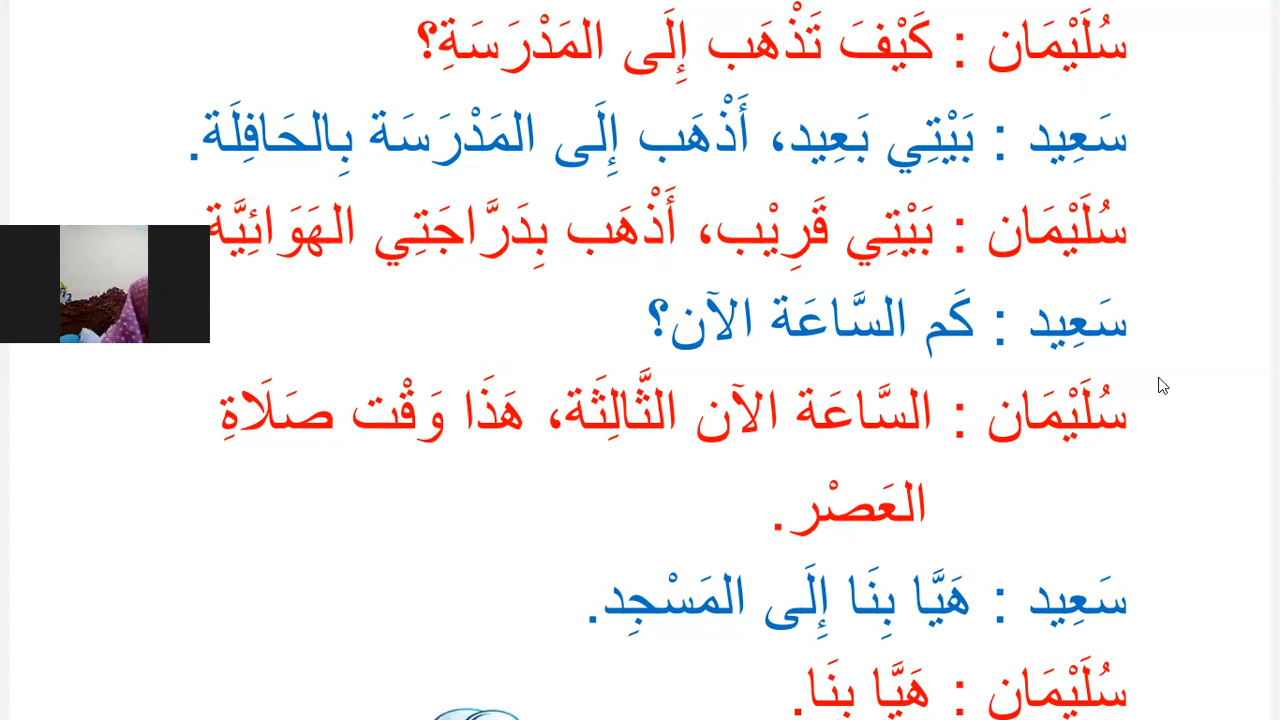 سُلَيْمَان : كَيْفَ تَذْهَب إِلَى المَدْرَسَةِ؟
سَعِيد : بَيْتِي بَعِيد، أَذْهَب إِلَى المَدْرَسَة بِالحَافِلَة.
سُلَيْمَان : بَيْتِي قَرِيْب، أَذْهَب بِدَرَّاجَتِي الهَوَائِيَّة
سَعِيد : كَم السَّاعَة الآن؟
سُلَيْمَان : السَّاعَة الآن الثَّالِثَة، هَذَا وَقْت صَلَاةِ
العَصْر.
سَعِيد : هَيَّا بِنَا إِلَى المَسْجِد.
سُلَيْمَان : هَيَّا بِنَا.